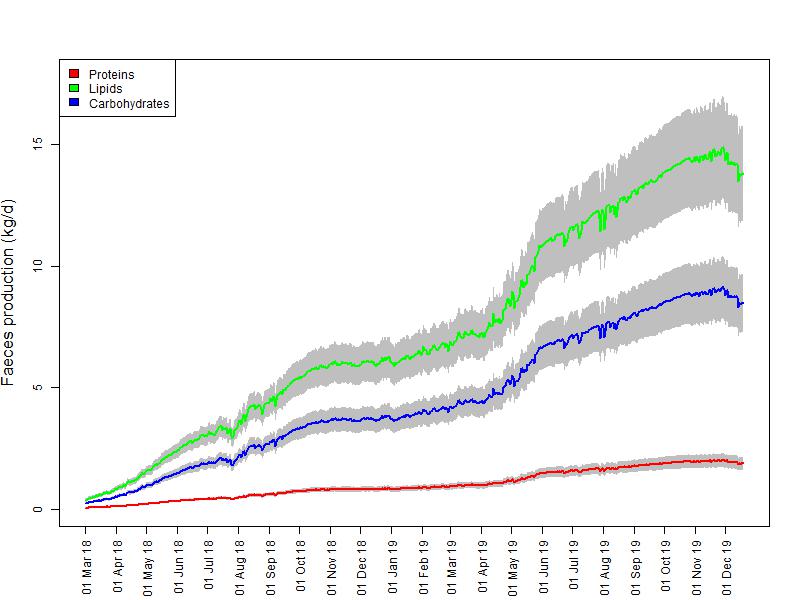 Proteins
Lipids
Carbohydrates
Faeces production (kg/d)
15
10
5
0
01 Mar 18
01 Apr 18
01 May 18
01 Jun 18
01 Jul 18
01 Aug 18
01 Sep 18
01 Oct 18
01 Nov 18
01 Dec 18
01 Jan 19
01 Feb 19
01 Mar 19
01 Apr 19
01 May 19
01 Jun 19
01 Jul 19
01 Aug 19
01 Sep 19
01 Oct 19
01 Nov 19
01 Dec 19